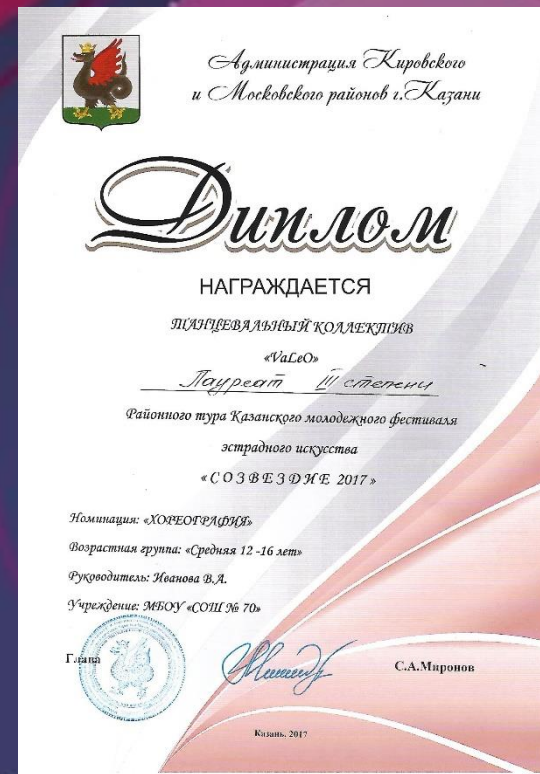 Администрация Кировского
и Московского районов г.Казани
Диплом
НАГРАЖДАЕТСЯ
ТАНЦЕВАЛЬНЫЙ КОЛЛЕКТИВ
«VaLeO»
Лауреат III степени
Районного тура Казанского молодежного фестиваля
эстрадного искусства
«СОЗВЕЗДИЕ 2017»
Номинация: «ХОРЕОГРАФИЯ»
Возрастная группа: «Средняя 12 -16 лет»
Руководитель: Иванова В.А.
Учреждение: МБОУ «СОШ № 70»
Глава
С.А.Миронов
Казань, 2017